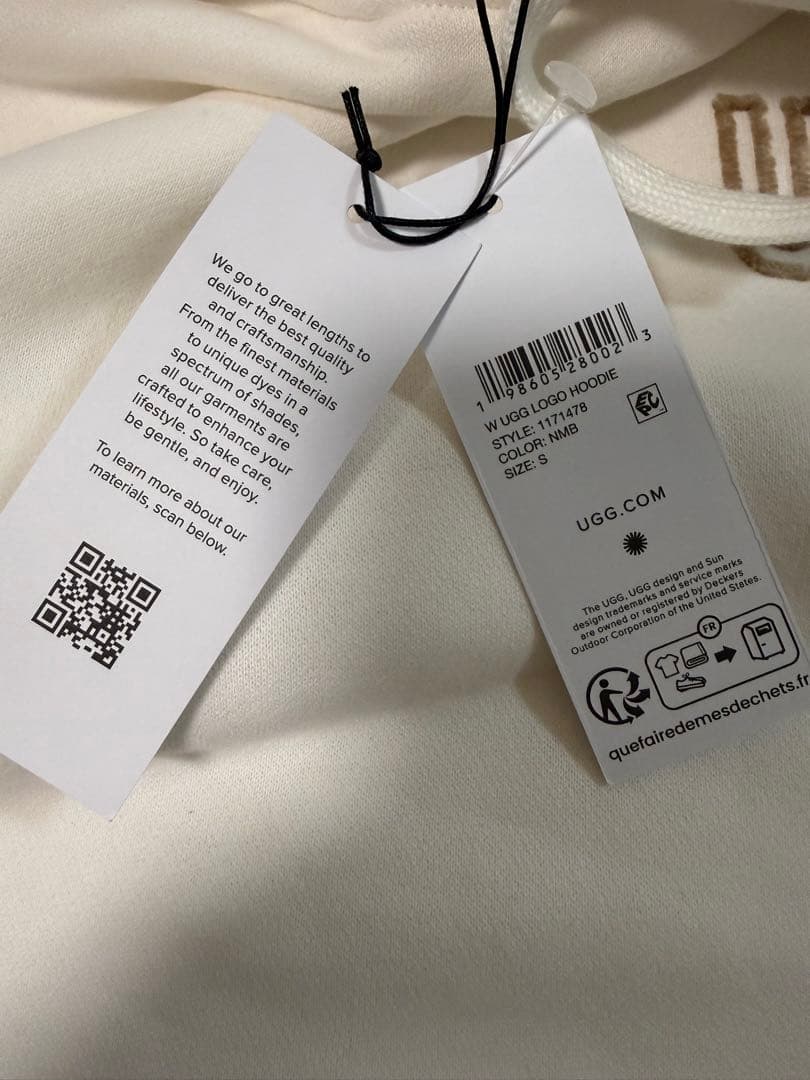 We go to great lengths to
deliver the best quality
and craftsmanship.
From the finest materials
to unique dyes in a
spectrum of shades,
all our garments are
crafted to enhance your
lifestyle. So take care,
be gentle, and enjoy.
To learn more about our
materials, scan below.
1 98605 28002 3
W UGG LOGO HOODIE
STYLE: 1171478
COLOR: NMB
SIZE: S
EPC
UGG.COM
The UGG, UGG design and Sun
design trademarks and service marks
are owned or registered by Deckers
Outdoor Corporation of the United States.
FR
quefairedemesdechets.fr